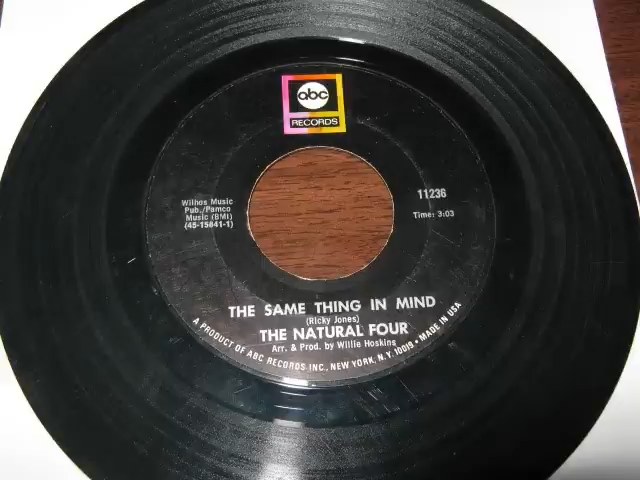 abc
RECORDS
Wilhos Music
Pub./Pamco
Music (BMI)
(45-15841-1)
11236
Time: 3:03
THE SAME THING IN MIND
(Ricky Jones)
THE NATURAL FOUR
Arr. & Prod. by Willie Hoskins
A PRODUCT OF ABC RECORDS INC., NEW YORK, N.Y. 10019 • MADE IN USA